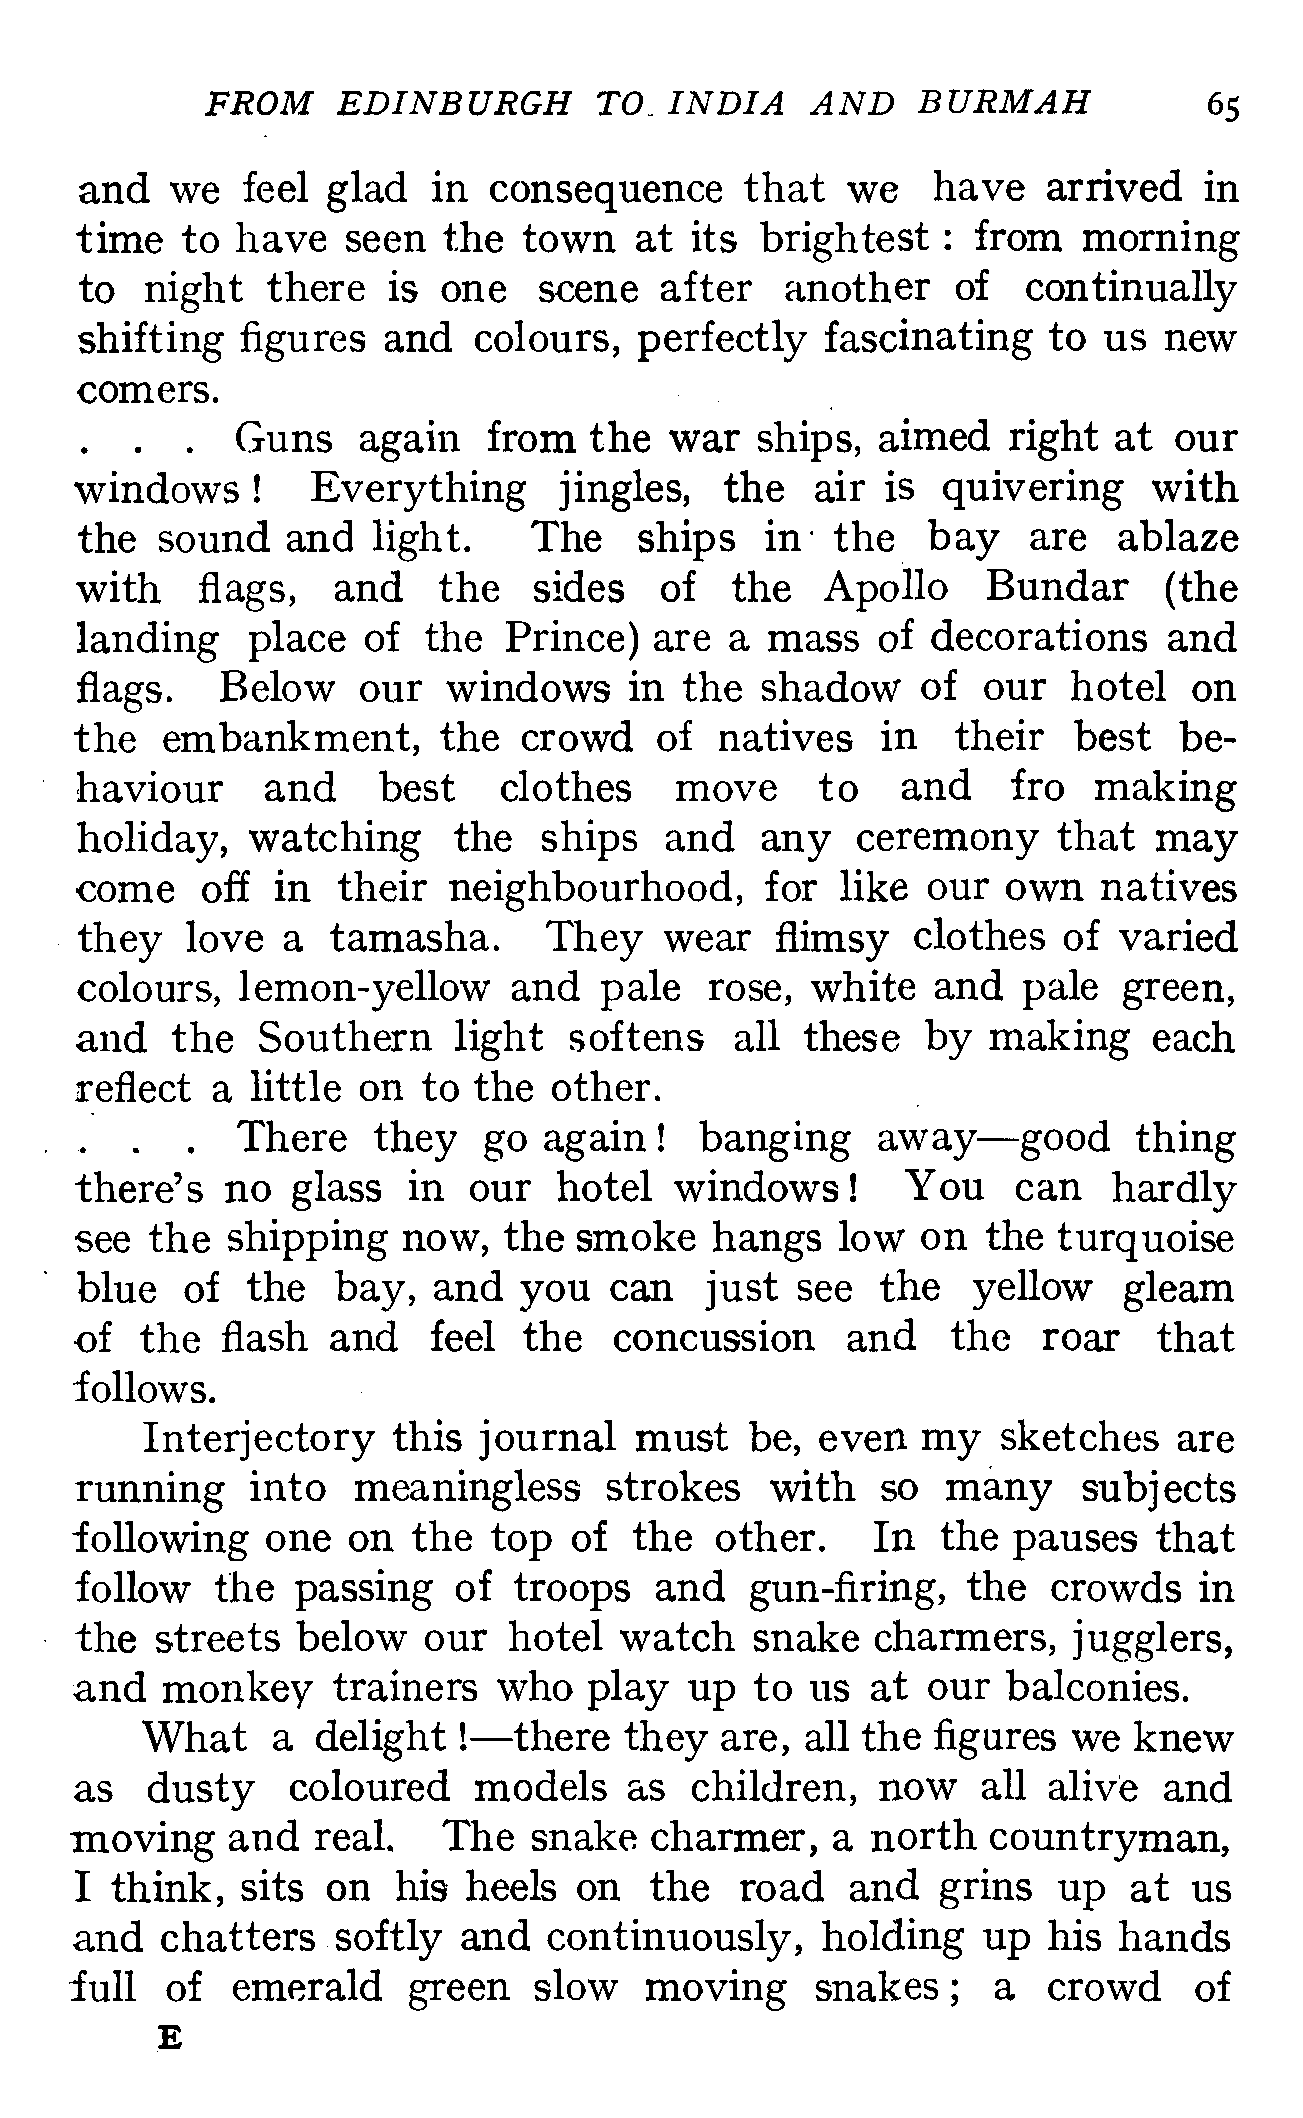 FROM EDINBURGH TO INDIA AND BURMAH 65
and we feel glad in consequence that we have arrived in
time to have seen the town at its brightest : from morning
to night there is one scene after another of continually
shifting figures and colours, perfectly fascinating to us new
comers.
. . . Guns again from the war ships, aimed right at our
windows ! Everything jingles, the air is quivering with
the sound and light. The ships in the bay are ablaze
with flags, and the sides of the Apollo Bundar (the
landing place of the Prince) are a mass of decorations and
flags. Below our windows in the shadow of our hotel on
the embankment, the crowd of natives in their best be-
haviour and best clothes move to and fro making
holiday, watching the ships and any ceremony that may
come off in their neighbourhood, for like our own natives
they love a tamasha. They wear flimsy clothes of varied
colours, lemon-yellow and pale rose, white and pale green,
and the Southern light softens all these by making each
reflect a little on to the other.
. . . There they go again ! banging away—good thing
there's no glass in our hotel windows ! You can hardly
see the shipping now, the smoke hangs low on the turquoise
blue of the bay, and you can just see the yellow gleam
of the flash and feel the concussion and the roar that
follows.
Interjectory this journal must be, even my sketches are
running into meaningless strokes with so many subjects
following one on the top of the other. In the pauses that
follow the passing of troops and gun-firing, the crowds in
the streets below our hotel watch snake charmers, jugglers,
and monkey trainers who play up to us at our balconies.
What a delight !—there they are, all the figures we knew
as dusty coloured models as children, now all alive and
moving and real. The snake charmer, a north countryman,
I think, sits on his heels on the road and grins up at us
and chatters softly and continuously, holding up his hands
full of emerald green slow moving snakes ; a crowd of
E